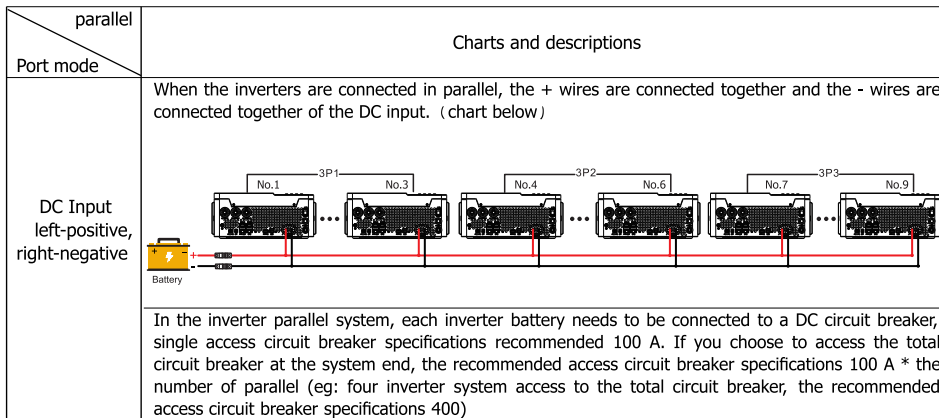 parallel
Port mode
Charts and descriptions
When the inverters are connected in parallel, the + wires are connected together and the - wires are
connected together of the DC input. (chart below)
3P1
3P2
3P3
No.1
No.3
No.4
No.6
No.7
No.9
DC Input
left-positive,
right-negative
+ -
+
-
Battery
In the inverter parallel system, each inverter battery needs to be connected to a DC circuit breaker,
single access circuit breaker specifications recommended 100 A. If you choose to access the total
circuit breaker at the system end, the recommended access circuit breaker specifications 100 A * the
number of parallel (eg: four inverter system access to the total circuit breaker, the recommended
access circuit breaker specifications 400)